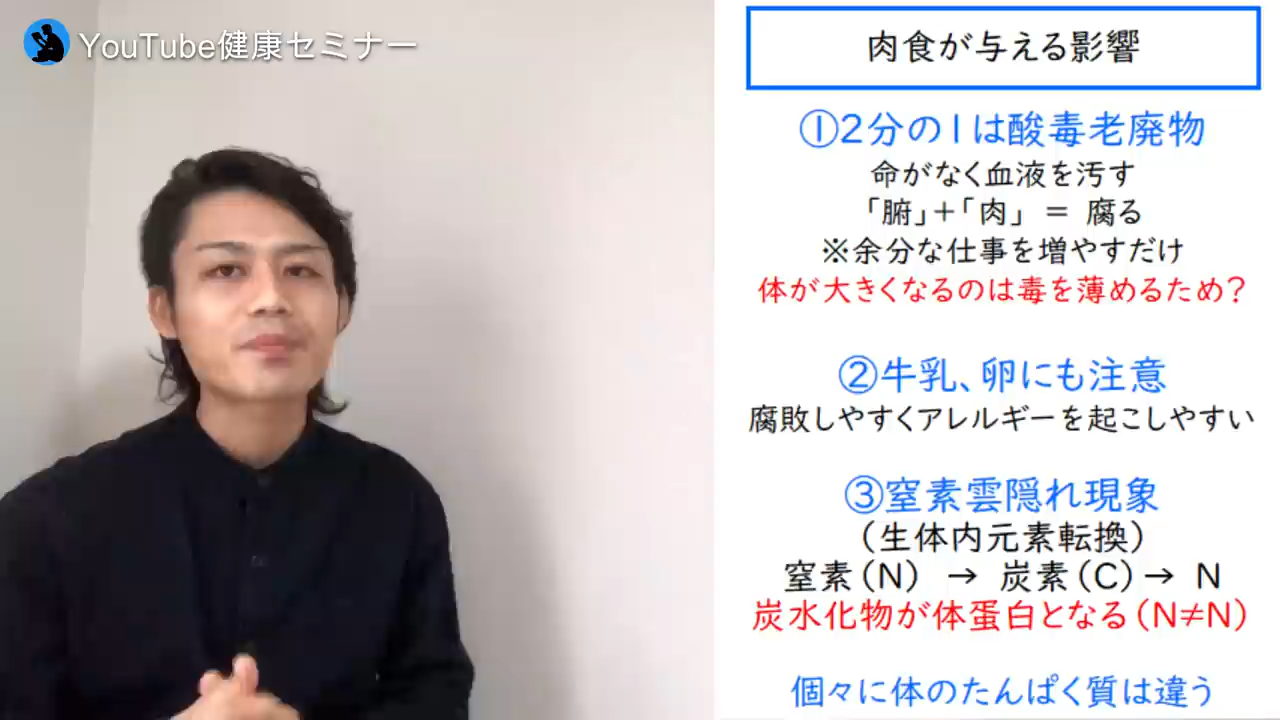 YouTube健康セミナー
肉食が与える影響
①2分の1は酸毒老廃物
命がなく血液を汚す
「腑」+「肉」 = 腐る
※余分な仕事を増やすだけ
体が大きくなるのは毒を薄めるため?
②牛乳、卵にも注意
腐敗しやすくアレルギーを起こしやすい
③窒素雲隠れ現象
(生体内元素転換)
窒素(N) → 炭素(C)→ N
炭水化物が体蛋白となる(N≠N)
個々に体のたんぱく質は違う